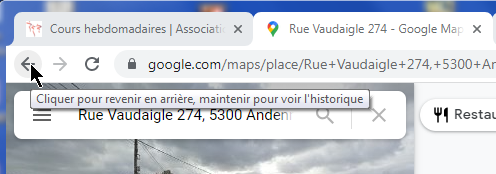 Cours hebdomadaires | Associati
Rue Vaudaigle 274 - Google Map
google.com/maps/place/Rue+Vaudaigle+274,+5300+An
Cliquer pour revenir en arrière, maintenir pour voir l'historique
Rue Vaudaigle 274, 5300 Anden
Restau